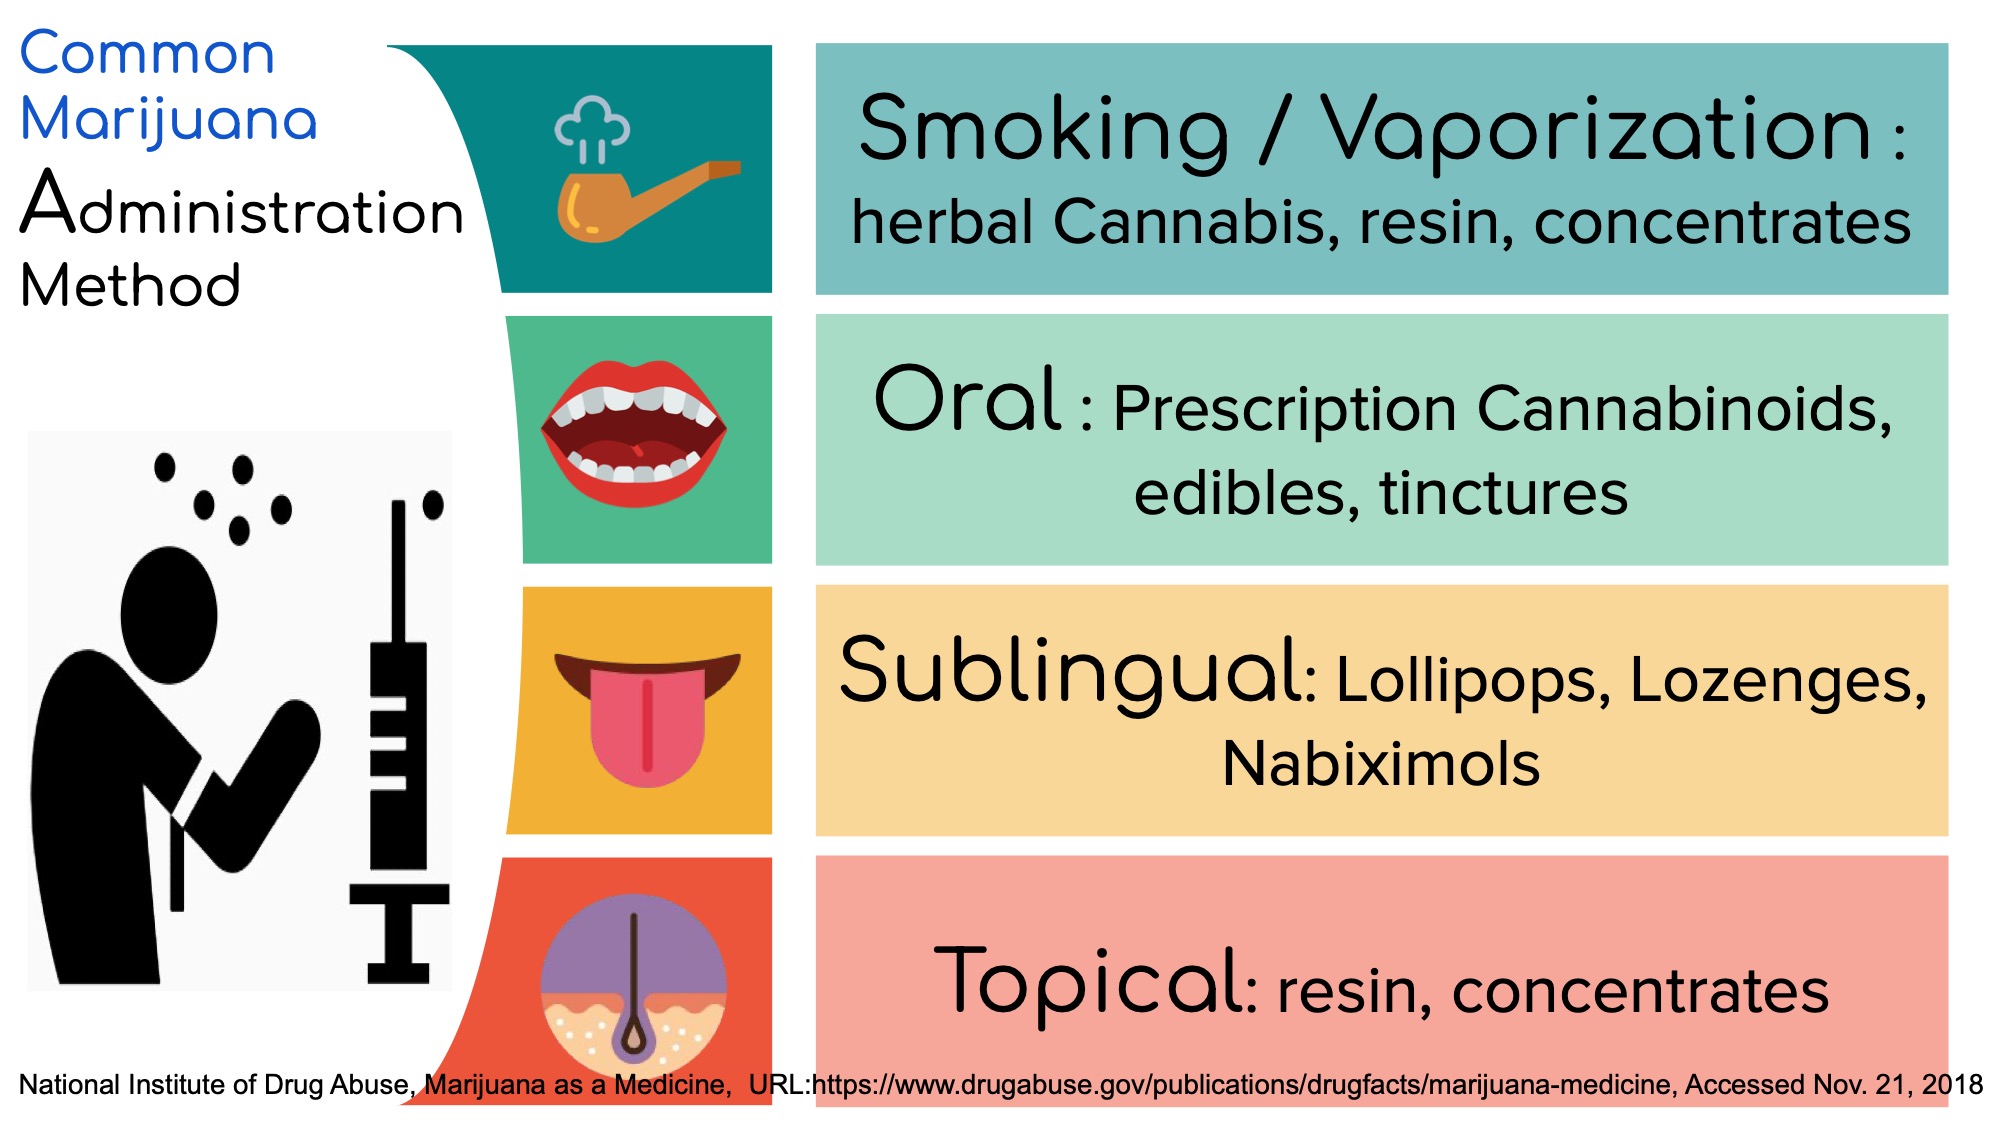 Common
Marijuana
Administration
Method
Smoking / Vaporization :
herbal Cannabis, resin, concentrates
Oral : Prescription Cannabinoids,
edibles, tinctures
Sublingual: Lollipops, Lozenges,
Nabiximols
Topical: resin, concentrates
National Institute of Drug Abuse, Marijuana as a Medicine,  URL:https://www.drugabuse.gov/publications/drugfacts/marijuana-medicine, Accessed Nov. 21, 2018